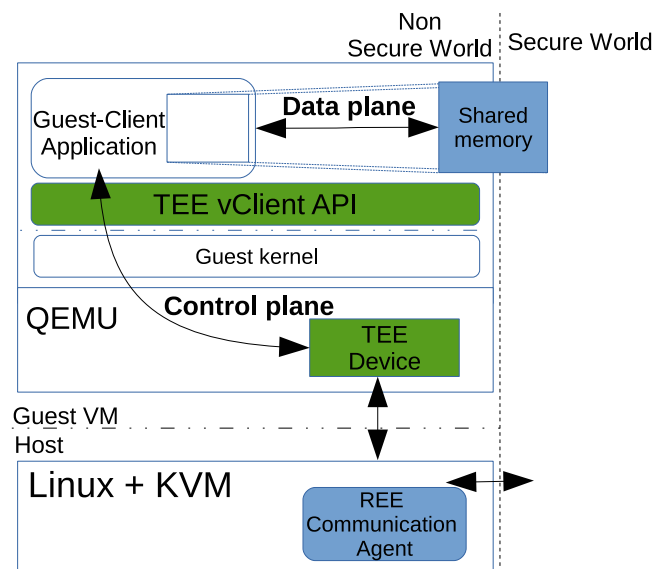 Non
Secure World
Secure World
Guest-Client
Application
Data plane
Shared
memory
TEE vClient API
Guest kernel
Control plane
QEMU
TEE
Device
Guest VM
Host
Linux + KVM
REE
Communication
Agent